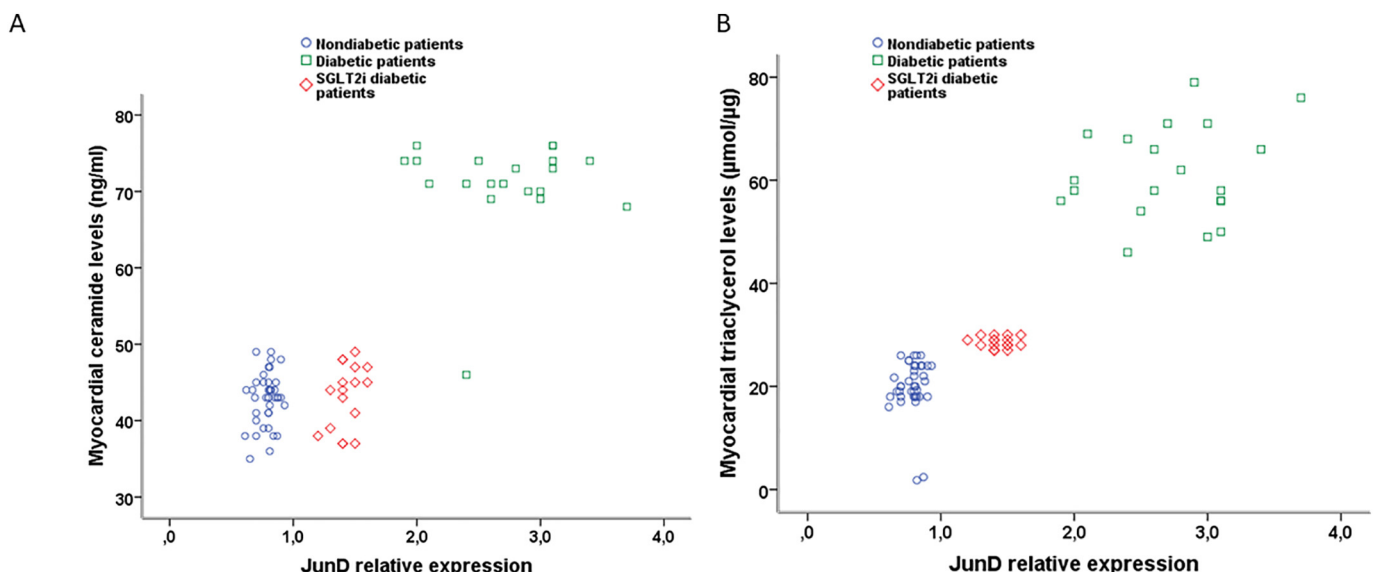 A
Nondiabetic patients
Diabetic patients
SGLT2i diabetic
patients
Myocardial ceramide levels (ng/ml)
80
70
60
50
40
30
,0
1,0
2,0
3,0
4,0
JunD relative expression
B
Nondiabetic patients
Diabetic patients
SGLT2i diabetic
patients
Myocardial triaclycerol levels (µmol/µg)
80
60
40
20
0
,0
1,0
2,0
3,0
4,0
JunD relative expression